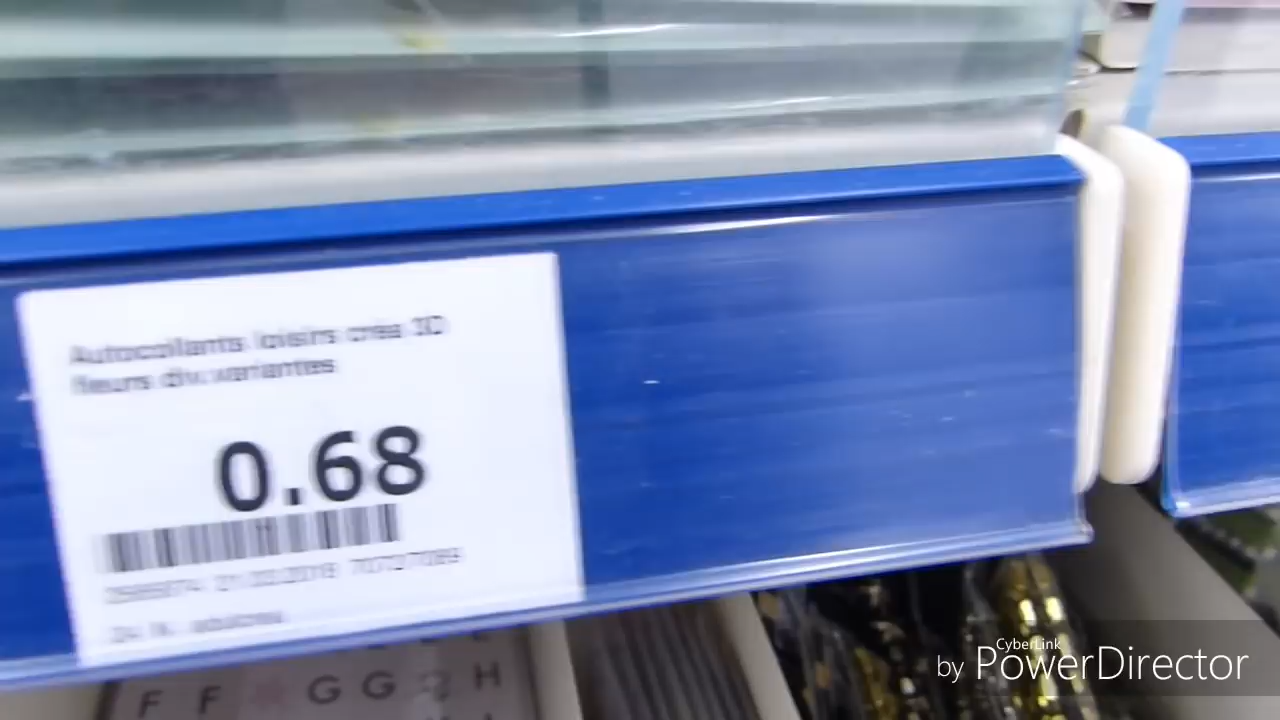 Autocollants loisirs créa 3D
fleurs div.variantes
0.68
F F G G H
CyberLink
by PowerDirector